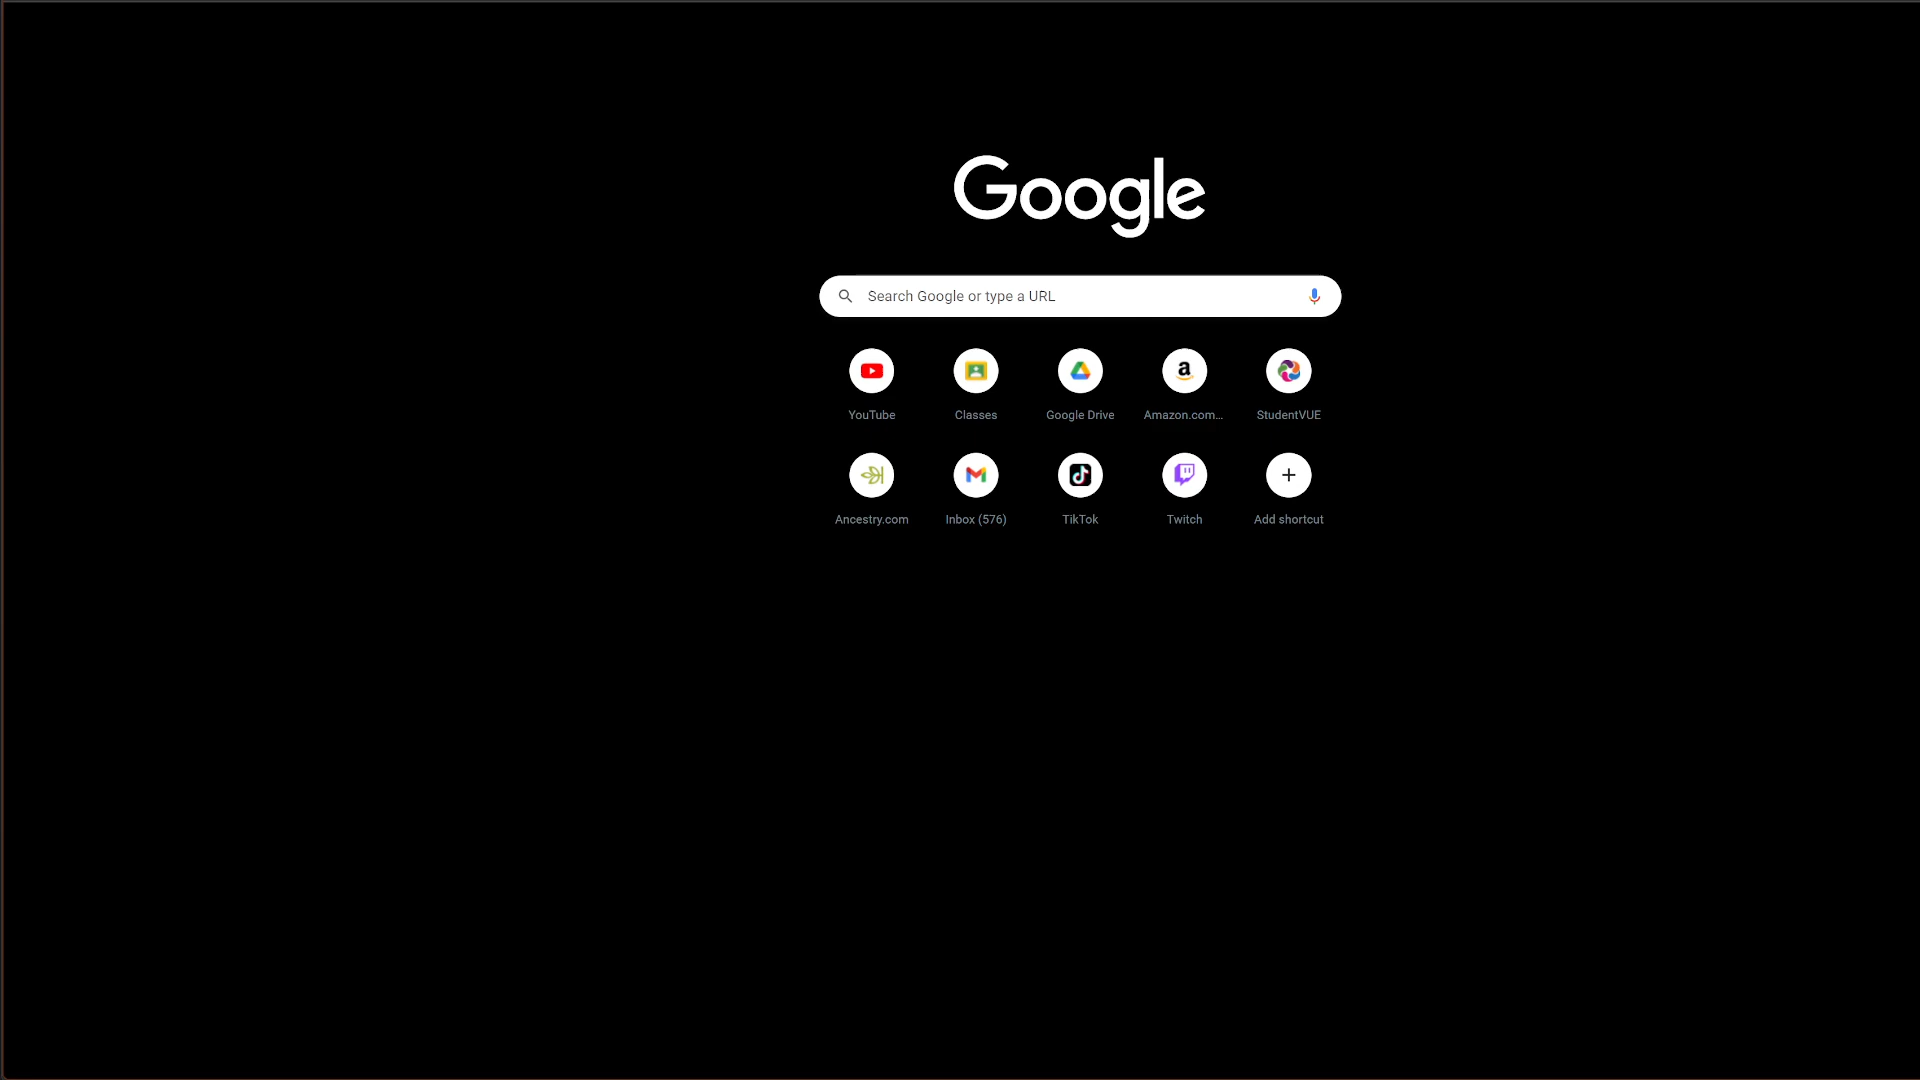 Google
Search Google or type a URL
YouTube
Classes
Google Drive
Amazon.com...
StudentVUE
Ancestry.com
Inbox (576)
TikTok
Twitch
Add shortcut